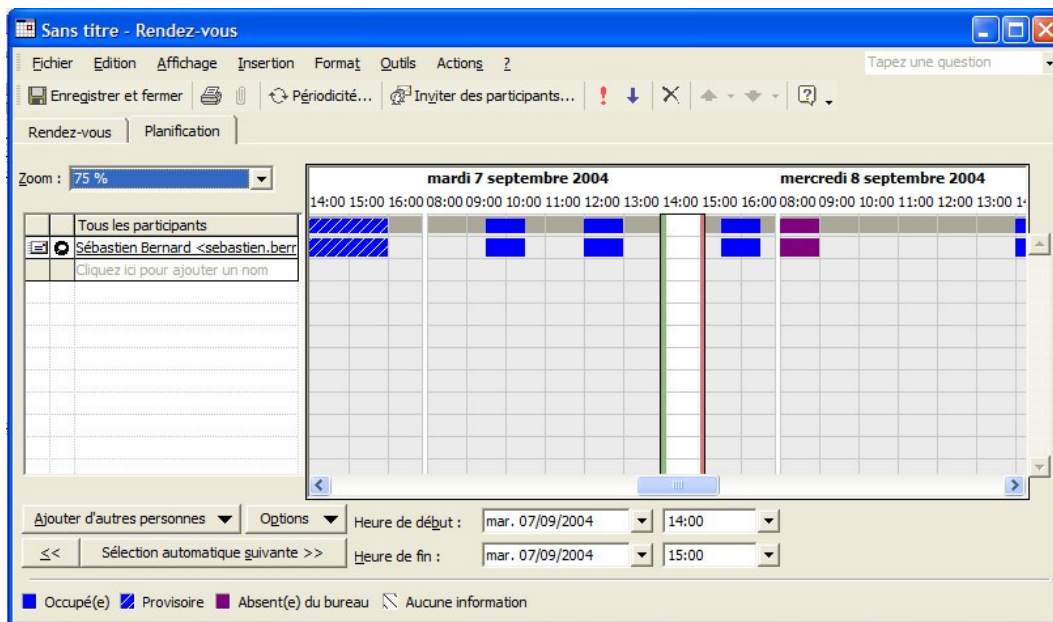 Sans titre - Rendez-vous
Fichier Edition Affichage Insertion Format Outils Actions ? Tapez une question
Enregistrer et fermer Périodicité... Inviter des participants...
Rendez-vous Planification
Zoom : 75 %
mardi 7 septembre 2004 mercredi 8 septembre 2004
14:00 15:00 16:00 08:00 09:00 10:00 11:00 12:00 13:00 14:00 15:00 16:00 08:00 09:00 10:00 11:00 12:00 13:00
Tous les participants
Sébastien Bernard <sebastien.berr
Cliquez ici pour ajouter un nom
Ajouter d'autres personnes Options Heure de début : mar. 07/09/2004 14:00
<< Sélection automatique suivante >> Heure de fin : mar. 07/09/2004 15:00
Occupé(e) Provisoire Absent(e) du bureau Aucune information